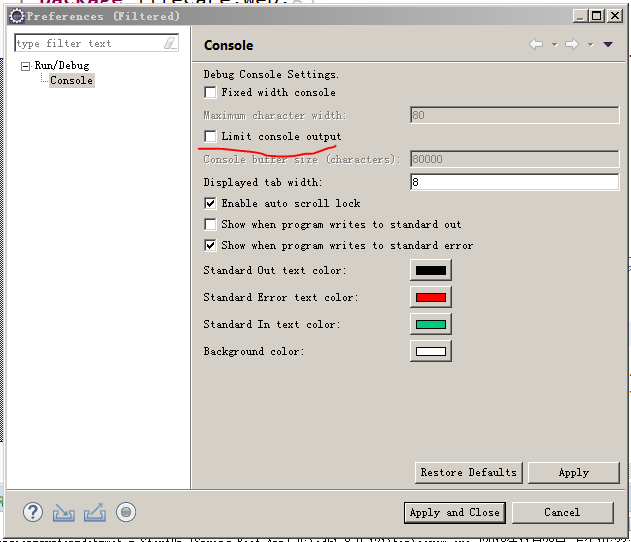 Preferences (Filtered)
type filter text
Run/Debug
Console
Console
Debug Console Settings.
Fixed width console
Maximum character width: 80
Limit console output
Console buffer size (characters): 80000
Displayed tab width: 8
Enable auto scroll lock
Show when program writes to standard out
Show when program writes to standard error
Standard Out text color:
Standard Error text color:
Standard In text color:
Background color:
Restore Defaults Apply
Apply and Close Cancel